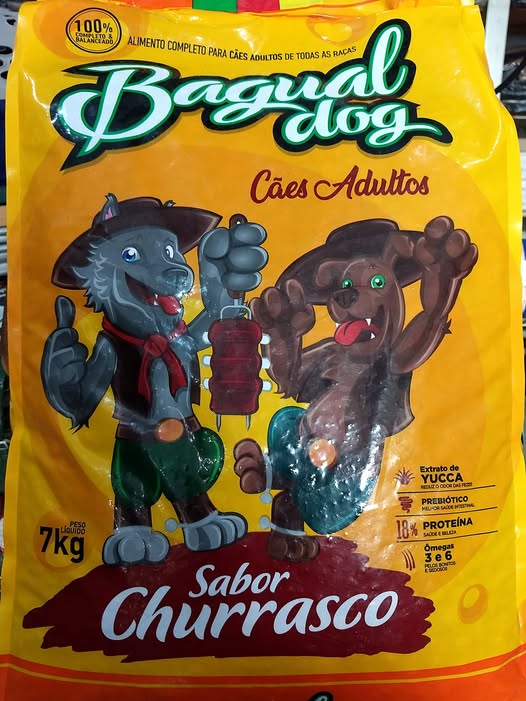 100%
COMPLETO &
BALANCEADO
ALIMENTO COMPLETO PARA CÃES ADULTOS DE TODAS AS RAÇAS
Bagual
dog
Cães Adultos
Extrato de
YUCCA
REDUZ O ODOR DAS FEZES
PREBIÓTICO
MELHOR SAÚDE INTESTINAL
18% PROTEÍNA
SAÚDE E BELEZA
Ômegas
3 e 6
PELOS BONITOS
E SEDOSOS
PESO
LÍQUIDO
7kg
Sabor
Churrasco